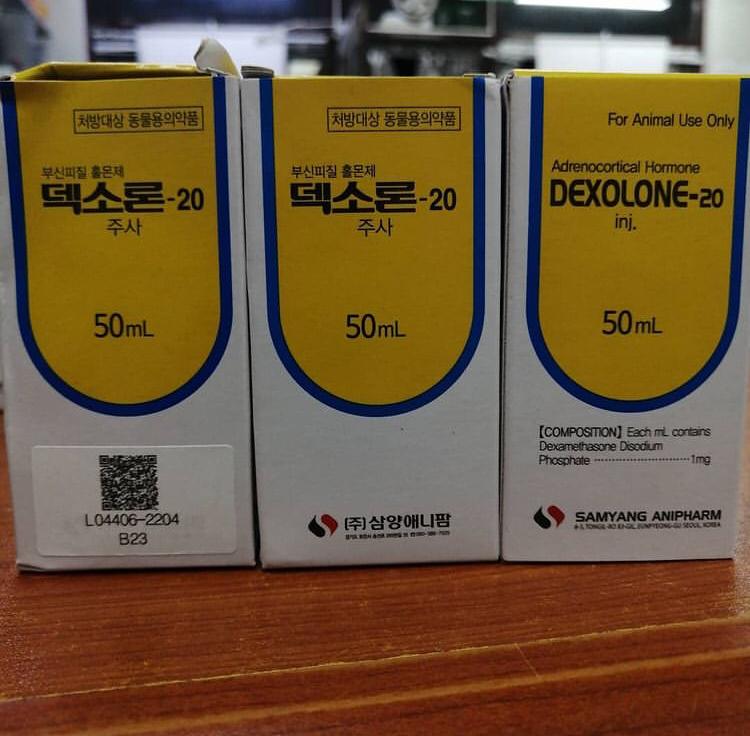 처방대상 동물용의약품
부신피질 홀몬제
덱소론-20
주사
50mL
L04406-2204
B23
처방대상 동물용의약품
부신피질 홀몬제
덱소론-20
주사
50mL
(주)삼양애니팜
For Animal Use Only
Adrenocortical Hormone
DEXOLONE-20
inj.
50mL
【COMPOSITION】 Each mL contains
Dexamethasone Disodium
Phosphate ························ 1mg
SAMYANG ANIPHARM
EUNPYEONG-GU SEOUL, KOREA